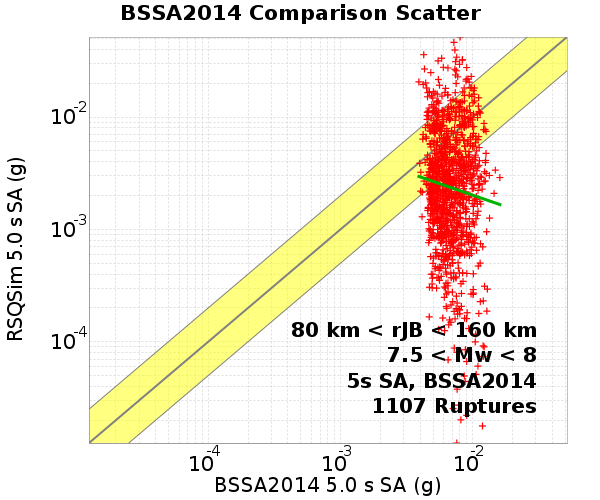 BSSA2014 Comparison Scatter
RSQSim 5.0 s SA (g)
10⁻²
10⁻³
10⁻⁴
80 km < rJB < 160 km
7.5 < Mw < 8
5s SA, BSSA2014
1107 Ruptures
10⁻⁴ 10⁻³ 10⁻²
BSSA2014 5.0 s SA (g)